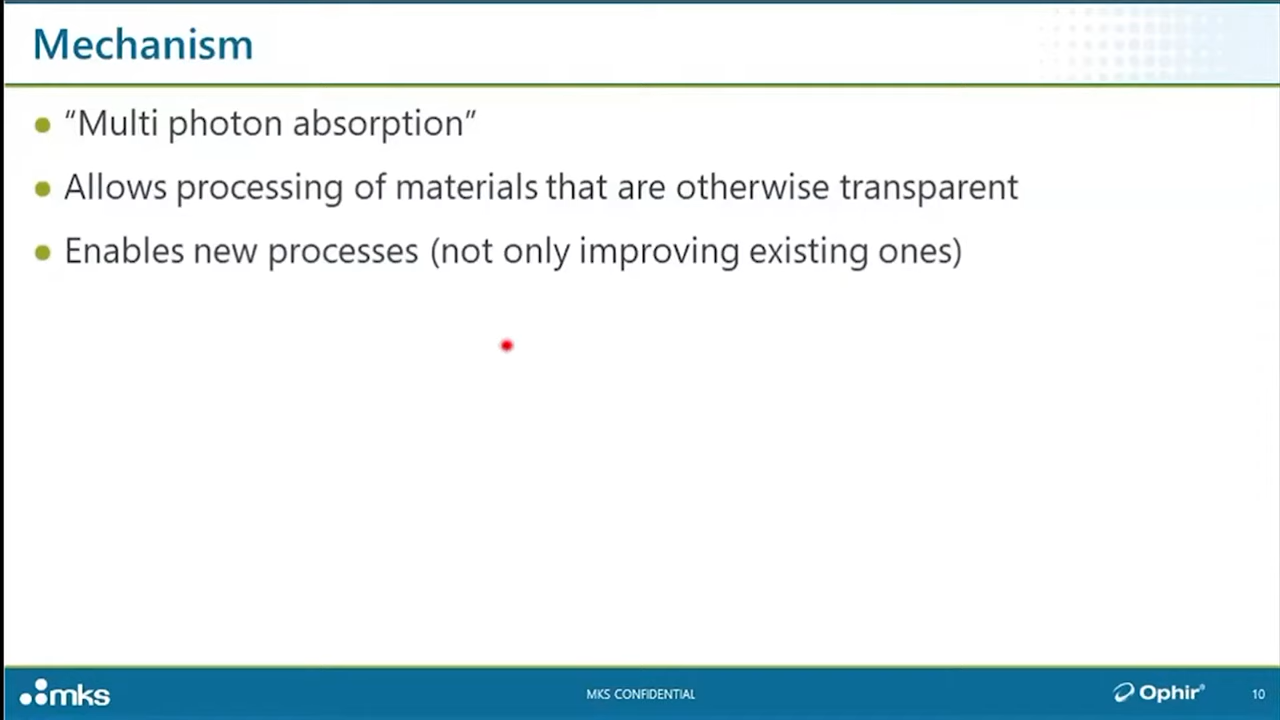 Mechanism
“Multi photon absorption”
Allows processing of materials that are otherwise transparent
Enables new processes (not only improving existing ones)
mks
MKS CONFIDENTIAL
Ophir®
10